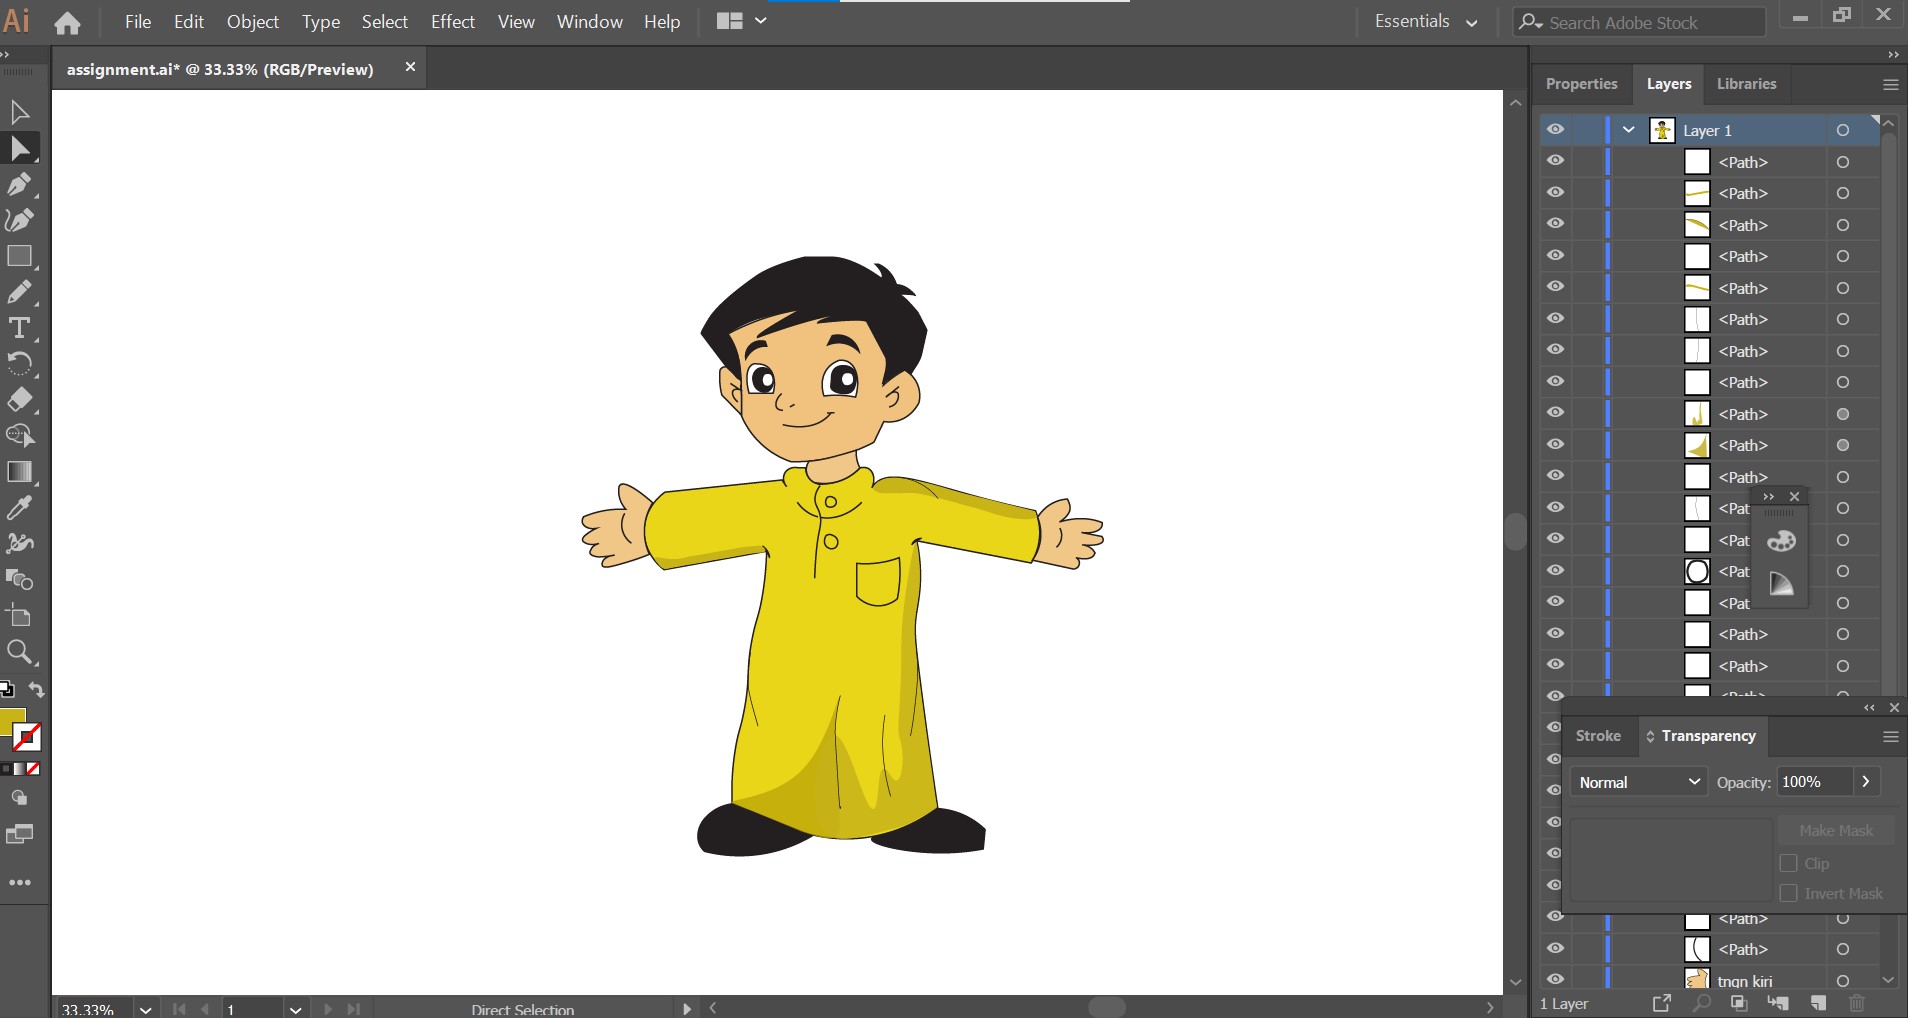 Ai File Edit Object Type Select Effect View Window Help Essentials Search Adobe Stock
assignment.ai* @ 33.33% (RGB/Preview)
Properties Layers Libraries
Layer 1
<Path>
<Path>
<Path>
<Path>
<Path>
<Path>
<Path>
<Path>
<Path>
<Path>
<Path>
<Pat
<Pat
<Pat
<Pat
<Path>
<Path>
<Path>
Stroke Transparency
Normal Opacity: 100%
Make Mask
Clip
Invert Mask
<Path>
<Path>
tngn kiri
33.33% 1 Direct Selection 1 Layer